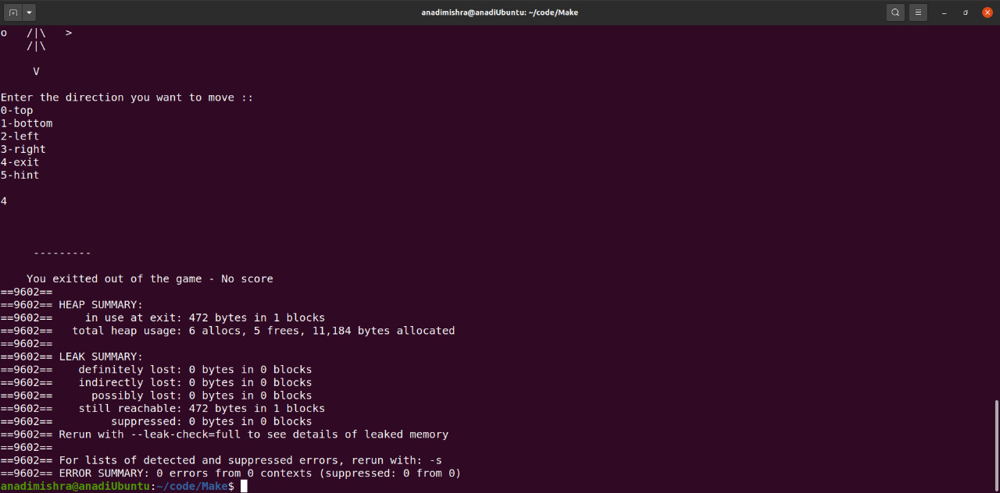 anadimishra@anadiUbuntu: ~/code/Make
o   /|\   >
    /|\
     V
Enter the direction you want to move ::
0-top
1-bottom
2-left
3-right
4-exit
5-hint
4
     ---------
    You exitted out of the game - No score
==9602==
==9602== HEAP SUMMARY:
==9602==     in use at exit: 472 bytes in 1 blocks
==9602==   total heap usage: 6 allocs, 5 frees, 11,184 bytes allocated
==9602==
==9602== LEAK SUMMARY:
==9602==    definitely lost: 0 bytes in 0 blocks
==9602==    indirectly lost: 0 bytes in 0 blocks
==9602==      possibly lost: 0 bytes in 0 blocks
==9602==    still reachable: 472 bytes in 1 blocks
==9602==         suppressed: 0 bytes in 0 blocks
==9602== Rerun with --leak-check=full to see details of leaked memory
==9602==
==9602== For lists of detected and suppressed errors, rerun with: -s
==9602== ERROR SUMMARY: 0 errors from 0 contexts (suppressed: 0 from 0)
anadimishra@anadiUbuntu:~/code/Make$